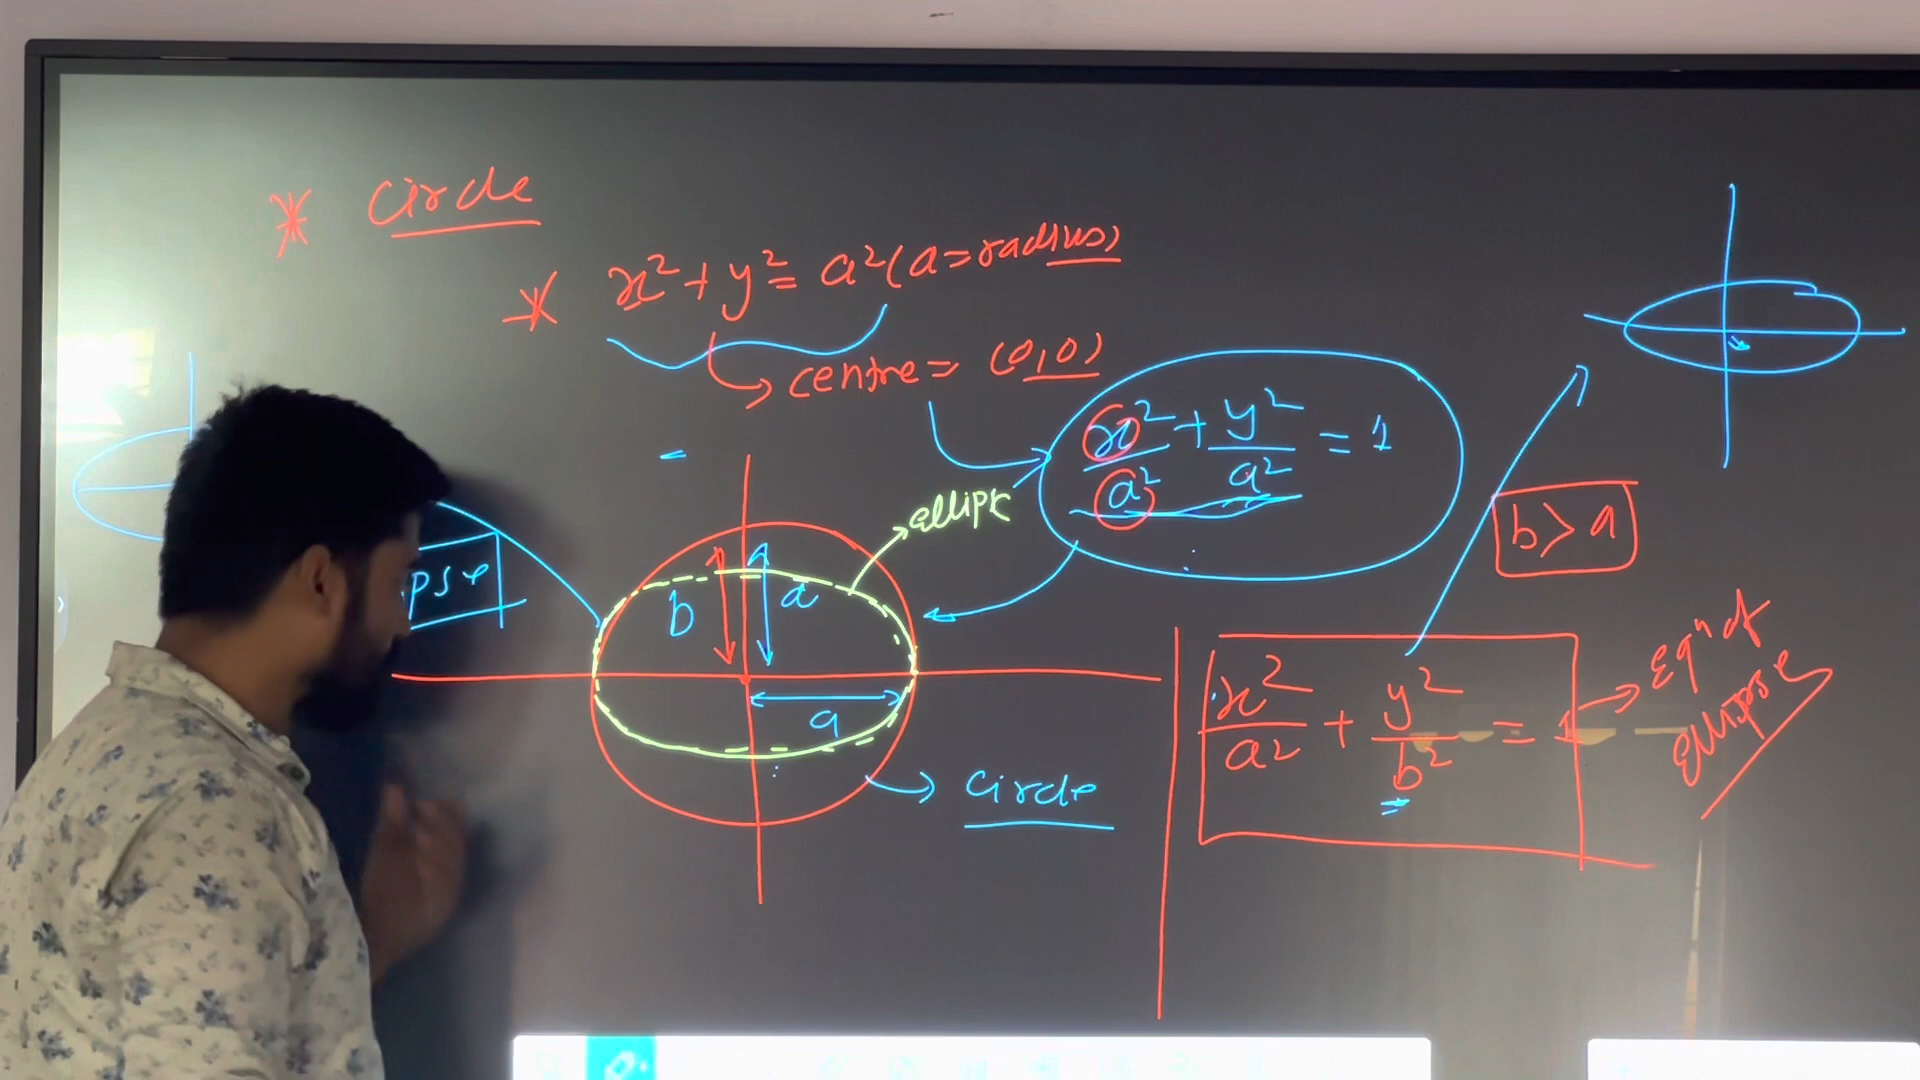 * Circle
* x² + y² = a² (a = radius)
centre = (0,0)
x²/a² + y²/a² = 1
b > a
b
a
a
Circle
x²/a² + y²/b² = 1
Eqⁿ of
ellipse